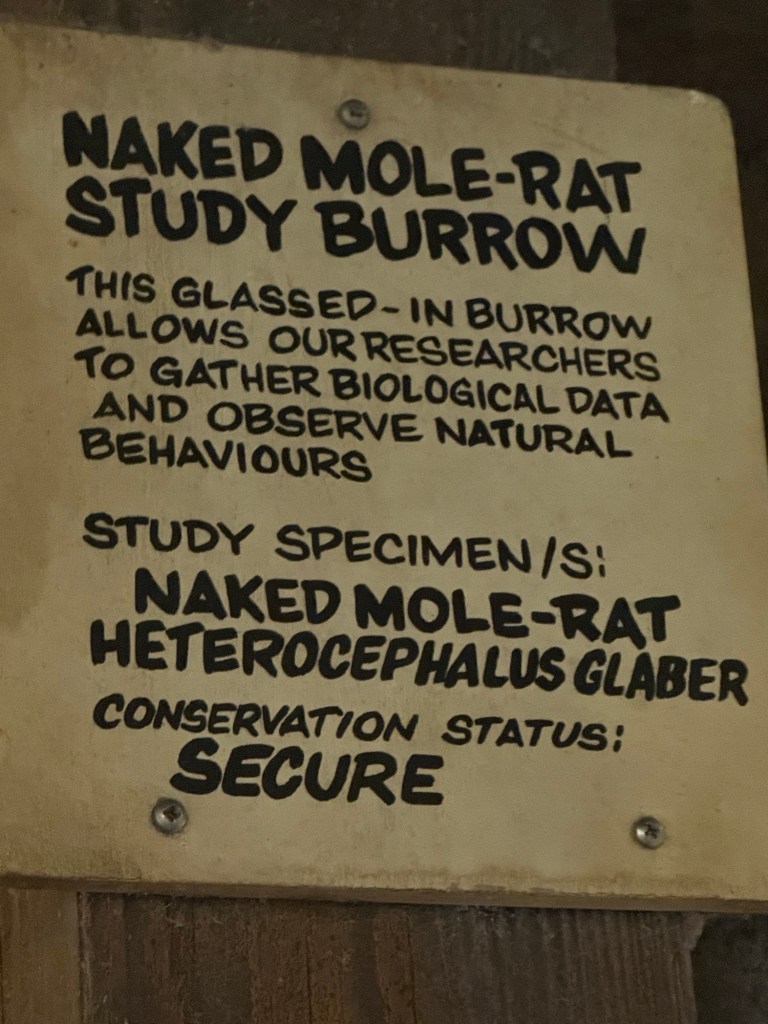 NAKED MOLE-RAT
STUDY BURROW
THIS GLASSED-IN BURROW
ALLOWS OUR RESEARCHERS
TO GATHER BIOLOGICAL DATA
AND OBSERVE NATURAL
BEHAVIOURS
STUDY SPECIMEN/S:
NAKED MOLE-RAT
HETEROCEPHALUS GLABER
CONSERVATION STATUS:
SECURE